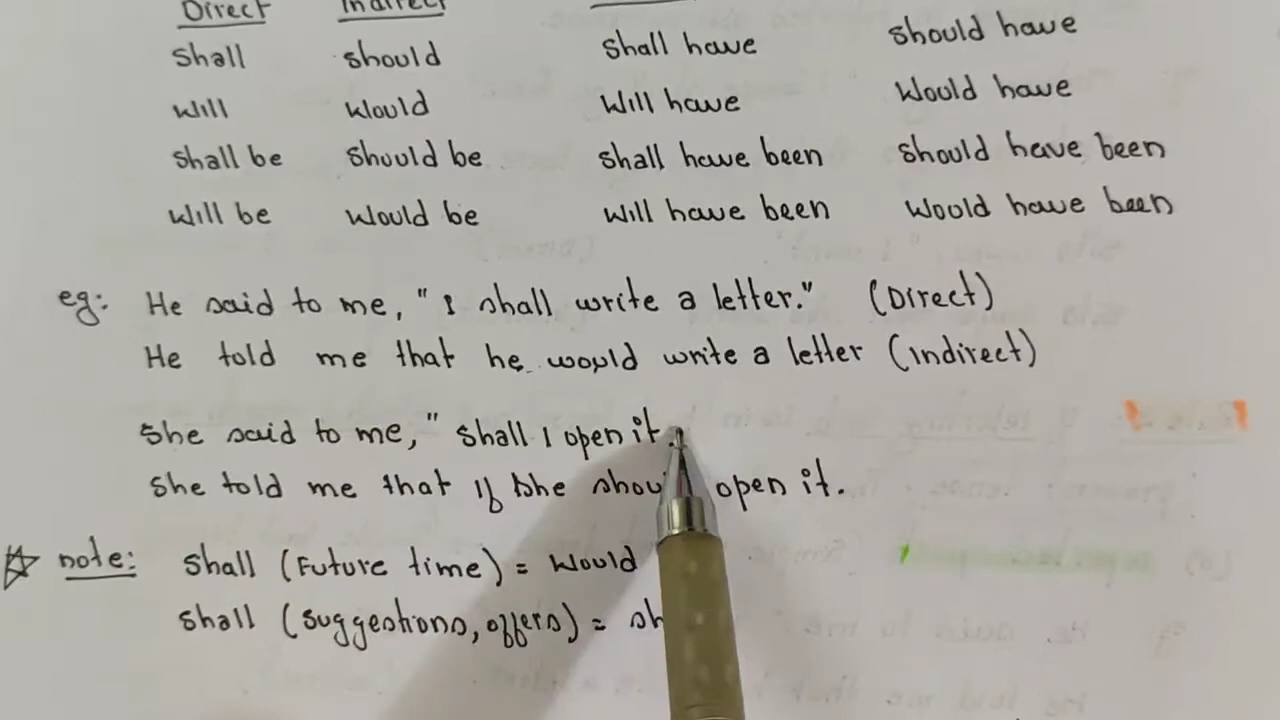 Direct Indirect
Shall should shall have should have
will would will have would have
shall be should be shall have been should have been
will be would be will have been would have been
eg: He said to me, "I shall write a letter." (Direct)
He told me that he would write a letter (Indirect)
She said to me, "shall I open it.
She told me that if she shou open it.
note: shall (Future time) = would
shall (suggestions, offers) = sh